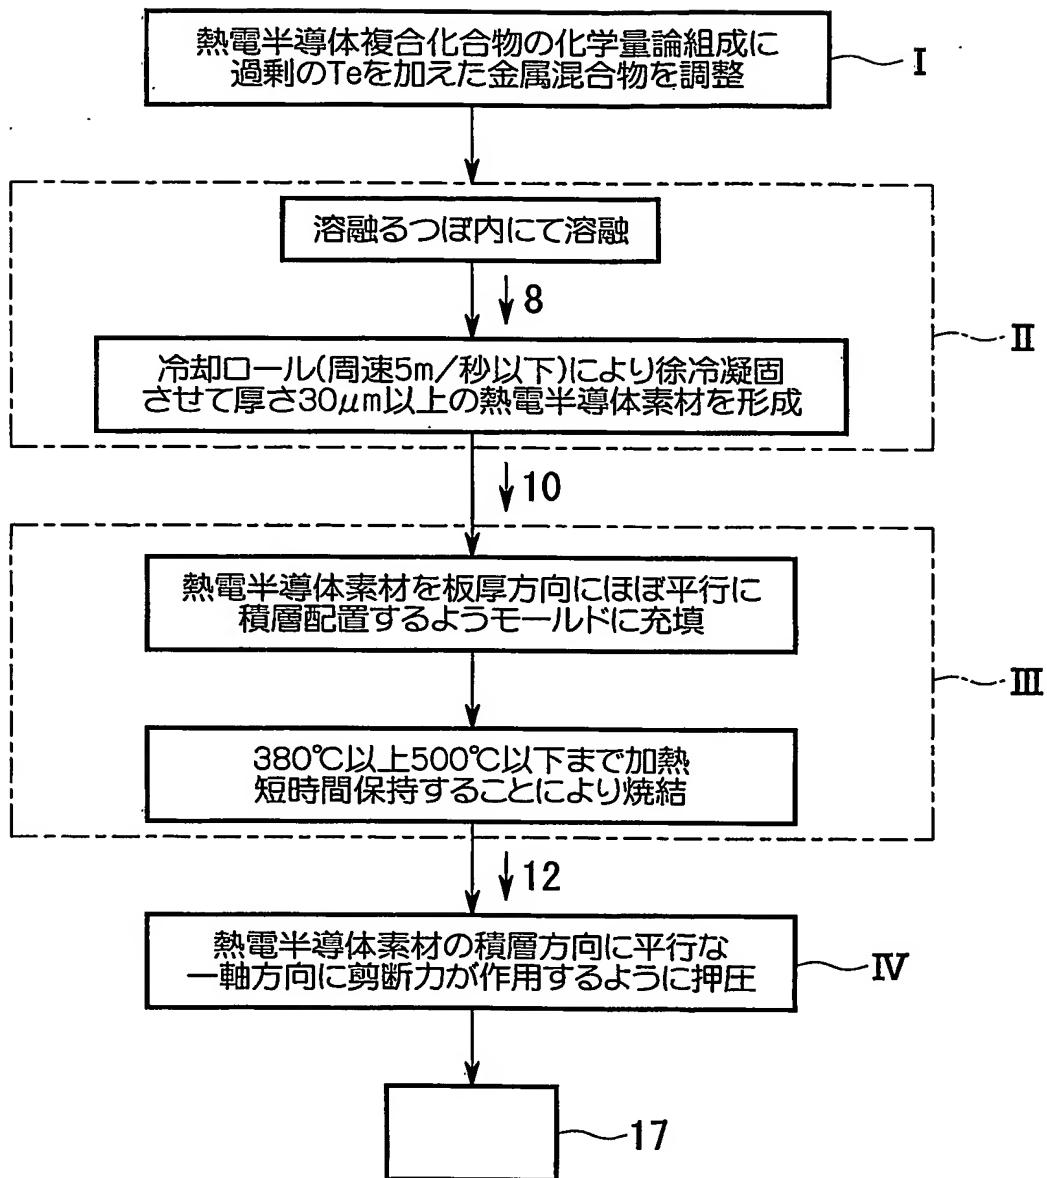 熱電半導体複合化合物の化学量論組成に
過剰のTeを加えた金属混合物を調整
I
溶融るつぼ内にて溶融
8
冷却ロール(周速5m/秒以下)により徐冷凝固
させて厚さ30μm以上の熱電半導体素材を形成
II
10
熱電半導体素材を板厚方向にほぼ平行に
積層配置するようモールドに充填
III
380℃以上500℃以下まで加熱
短時間保持することにより焼結
12
熱電半導体素材の積層方向に平行な
一軸方向に剪断力が作用するように押圧
IV
17